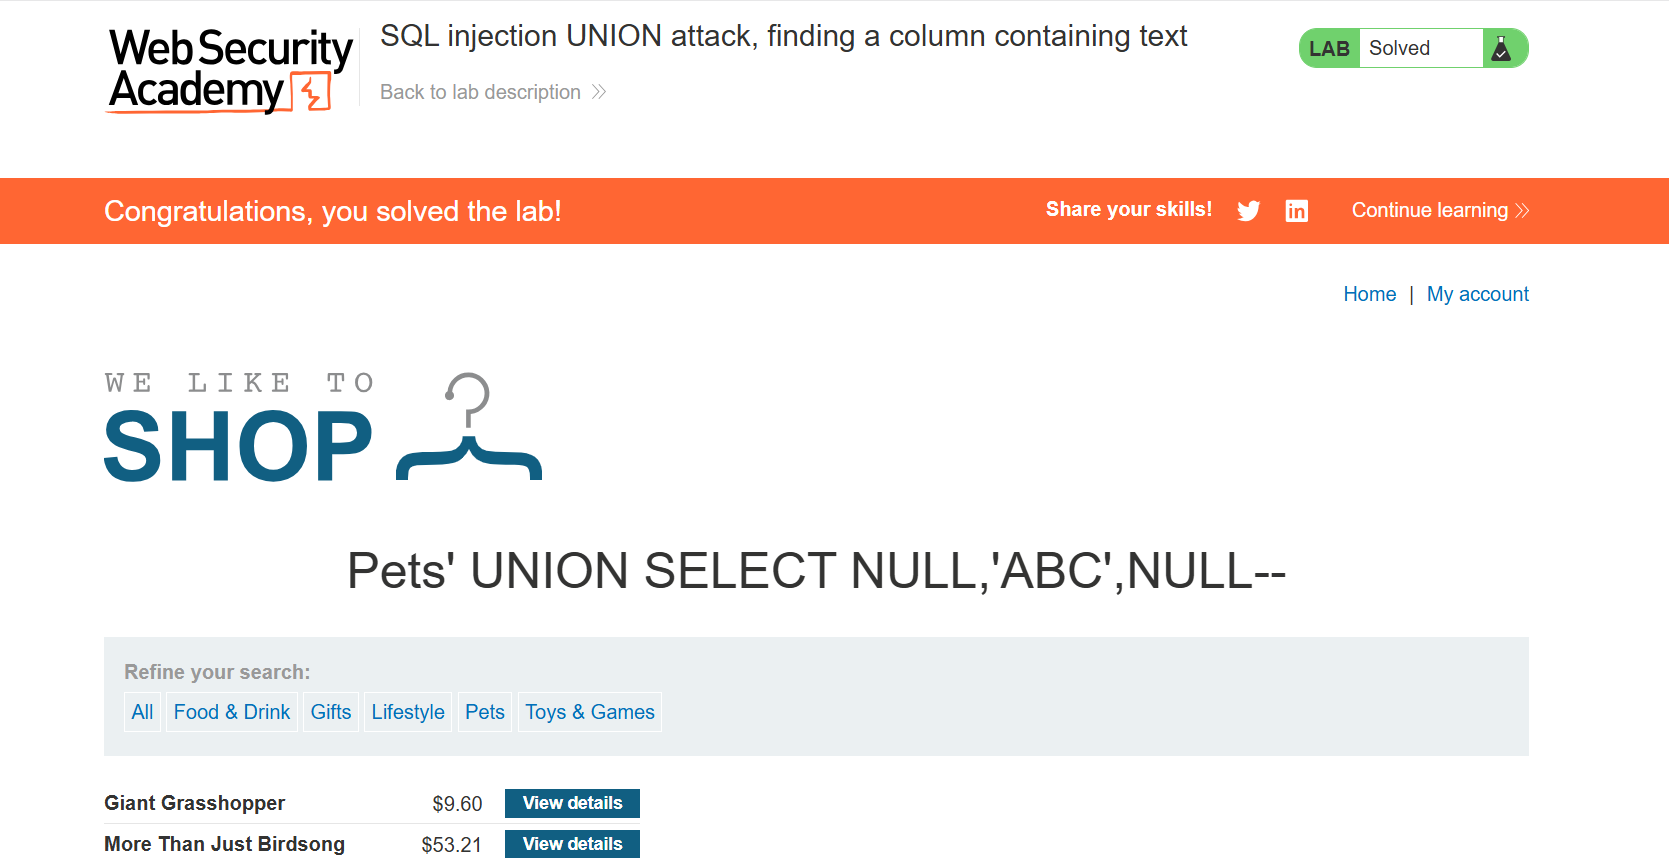 Web Security
Academy
SQL injection UNION attack, finding a column containing text
Back to lab description
LAB Solved
Congratulations, you solved the lab!
Share your skills!
Continue learning
Home | My account
WE LIKE TO
SHOP
Pets' UNION SELECT NULL,'ABC',NULL--
Refine your search:
All Food & Drink Gifts Lifestyle Pets Toys & Games
Giant Grasshopper $9.60 View details
More Than Just Birdsong $53.21 View details